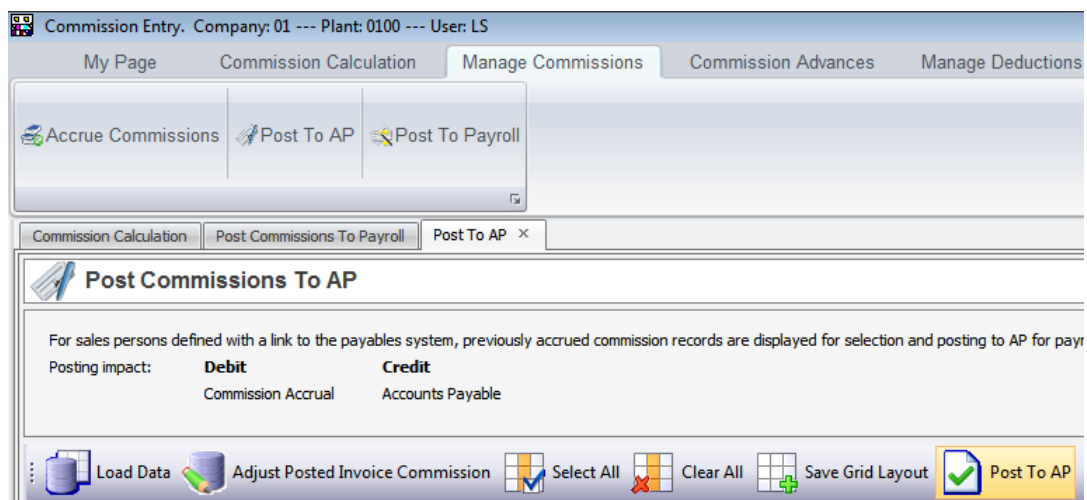 Commission Entry. Company: 01 --- Plant: 0100 --- User: LS
My Page Commission Calculation Manage Commissions Commission Advances Manage Deductions
Accrue Commissions Post To AP Post To Payroll
Commission Calculation Post Commissions To Payroll Post To AP
Post Commissions To AP
For sales persons defined with a link to the payables system, previously accrued commission records are displayed for selection and posting to AP for
Posting impact: Debit Credit
Commission Accrual Accounts Payable
Load Data Adjust Posted Invoice Commission Select All Clear All Save Grid Layout Post To AP